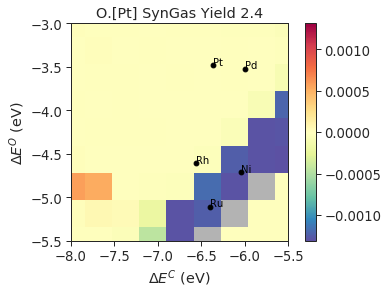 O.[Pt] SynGas Yield 2.4
−3.0
−3.5
−4.0
−4.5
−5.0
−5.5
ΔE^O (eV)
Pt
Pd
Rh
Ni
Ru
−8.0 −7.5 −7.0 −6.5 −6.0 −5.5
ΔE^C (eV)
0.0010
0.0005
0.0000
−0.0005
−0.0010